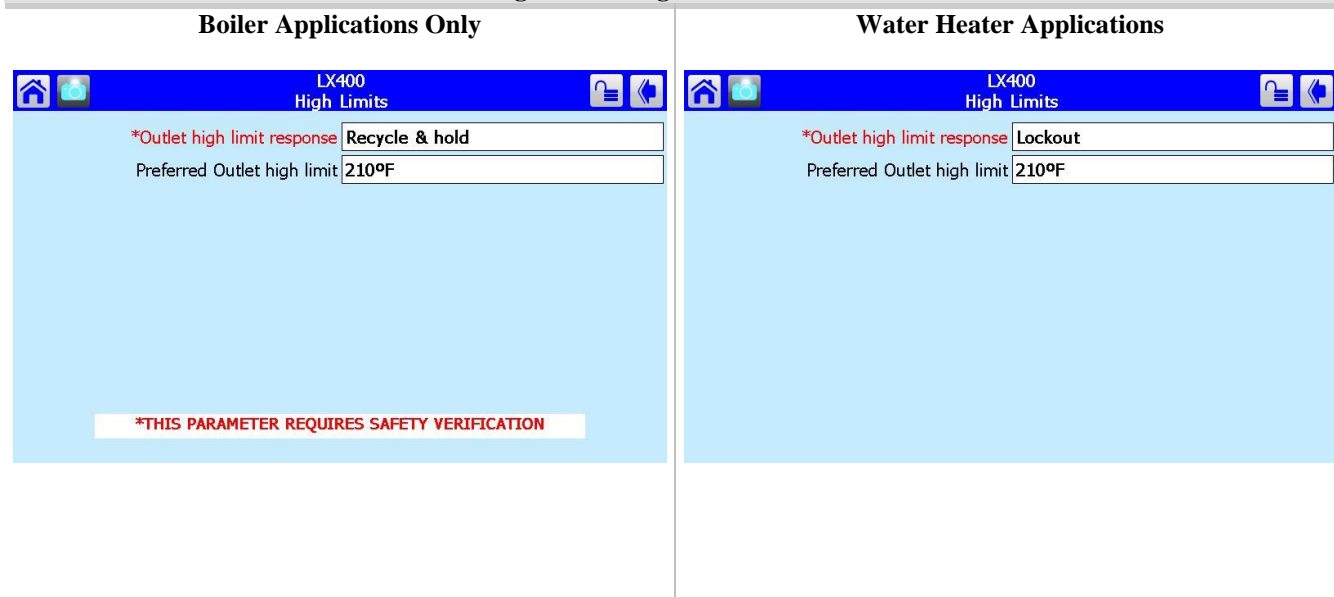 Boiler Applications Only
LX400
High Limits
*Outlet high limit response Recycle & hold
Preferred Outlet high limit 210ºF
*THIS PARAMETER REQUIRES SAFETY VERIFICATION
Water Heater Applications
LX400
High Limits
*Outlet high limit response Lockout
Preferred Outlet high limit 210ºF